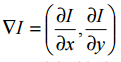 ∇I = (∂I/∂x, ∂I/∂y)